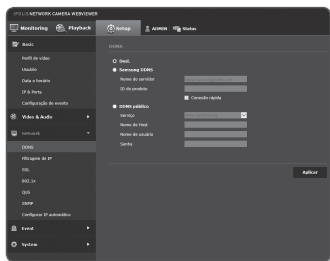 IPOLiS NETWORK CAMERA WEBVIEWER
Monitoring
Playback
Setup
ADMIN
Status
Basic
Perfil de vídeo
Usuário
Data e horário
IP & Porta
Configuração de evento
Video & Audio
Network
DDNS
Filtragem de IP
SSL
802.1x
QoS
SNMP
Configurar IP automático
Event
System
DDNS
Desl.
Samsung DDNS
Nome do servidor
ID do produto
Conexão rápida
DDNS público
Serviço
Nome de Host
Nome de usuário
Senha
Aplicar